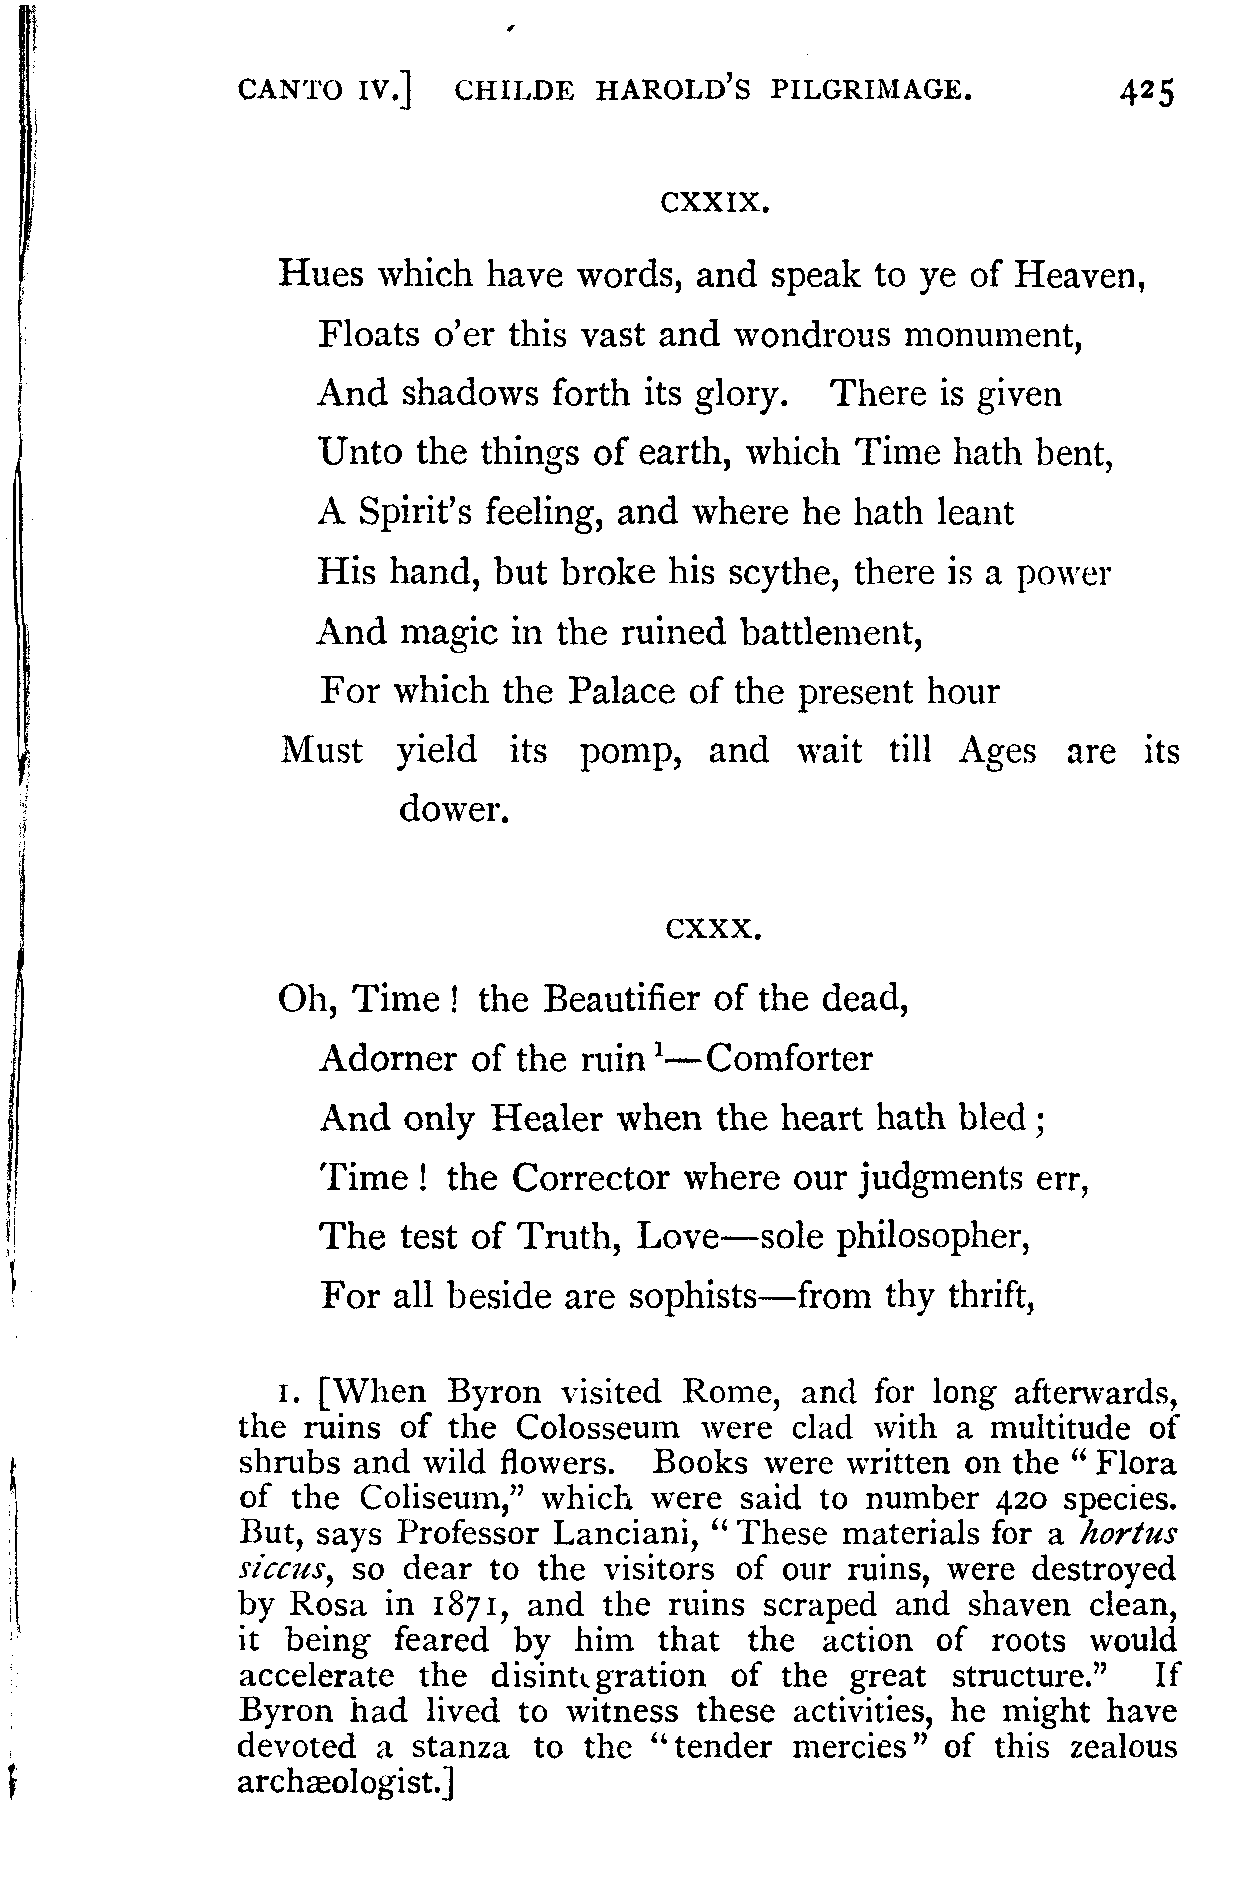 CANTO IV.] CHILDE HAROLD'S PILGRIMAGE. 425
CXXIX.
Hues which have words, and speak to ye of Heaven,
Floats o'er this vast and wondrous monument,
And shadows forth its glory. There is given
Unto the things of earth, which Time hath bent,
A Spirit's feeling, and where he hath leant
His hand, but broke his scythe, there is a power
And magic in the ruined battlement,
For which the Palace of the present hour
Must yield its pomp, and wait till Ages are its
dower.
CXXX.
Oh, Time! the Beautifier of the dead,
Adorner of the ruin ¹—Comforter
And only Healer when the heart hath bled;
Time! the Corrector where our judgments err,
The test of Truth, Love—sole philosopher,
For all beside are sophists—from thy thrift,
1. [When Byron visited Rome, and for long afterwards,
the ruins of the Colosseum were clad with a multitude of
shrubs and wild flowers. Books were written on the "Flora
of the Coliseum," which were said to number 420 species.
But, says Professor Lanciani, "These materials for a hortus
siccus, so dear to the visitors of our ruins, were destroyed
by Rosa in 1871, and the ruins scraped and shaven clean,
it being feared by him that the action of roots would
accelerate the disintegration of the great structure." If
Byron had lived to witness these activities, he might have
devoted a stanza to the "tender mercies" of this zealous
archæologist.]